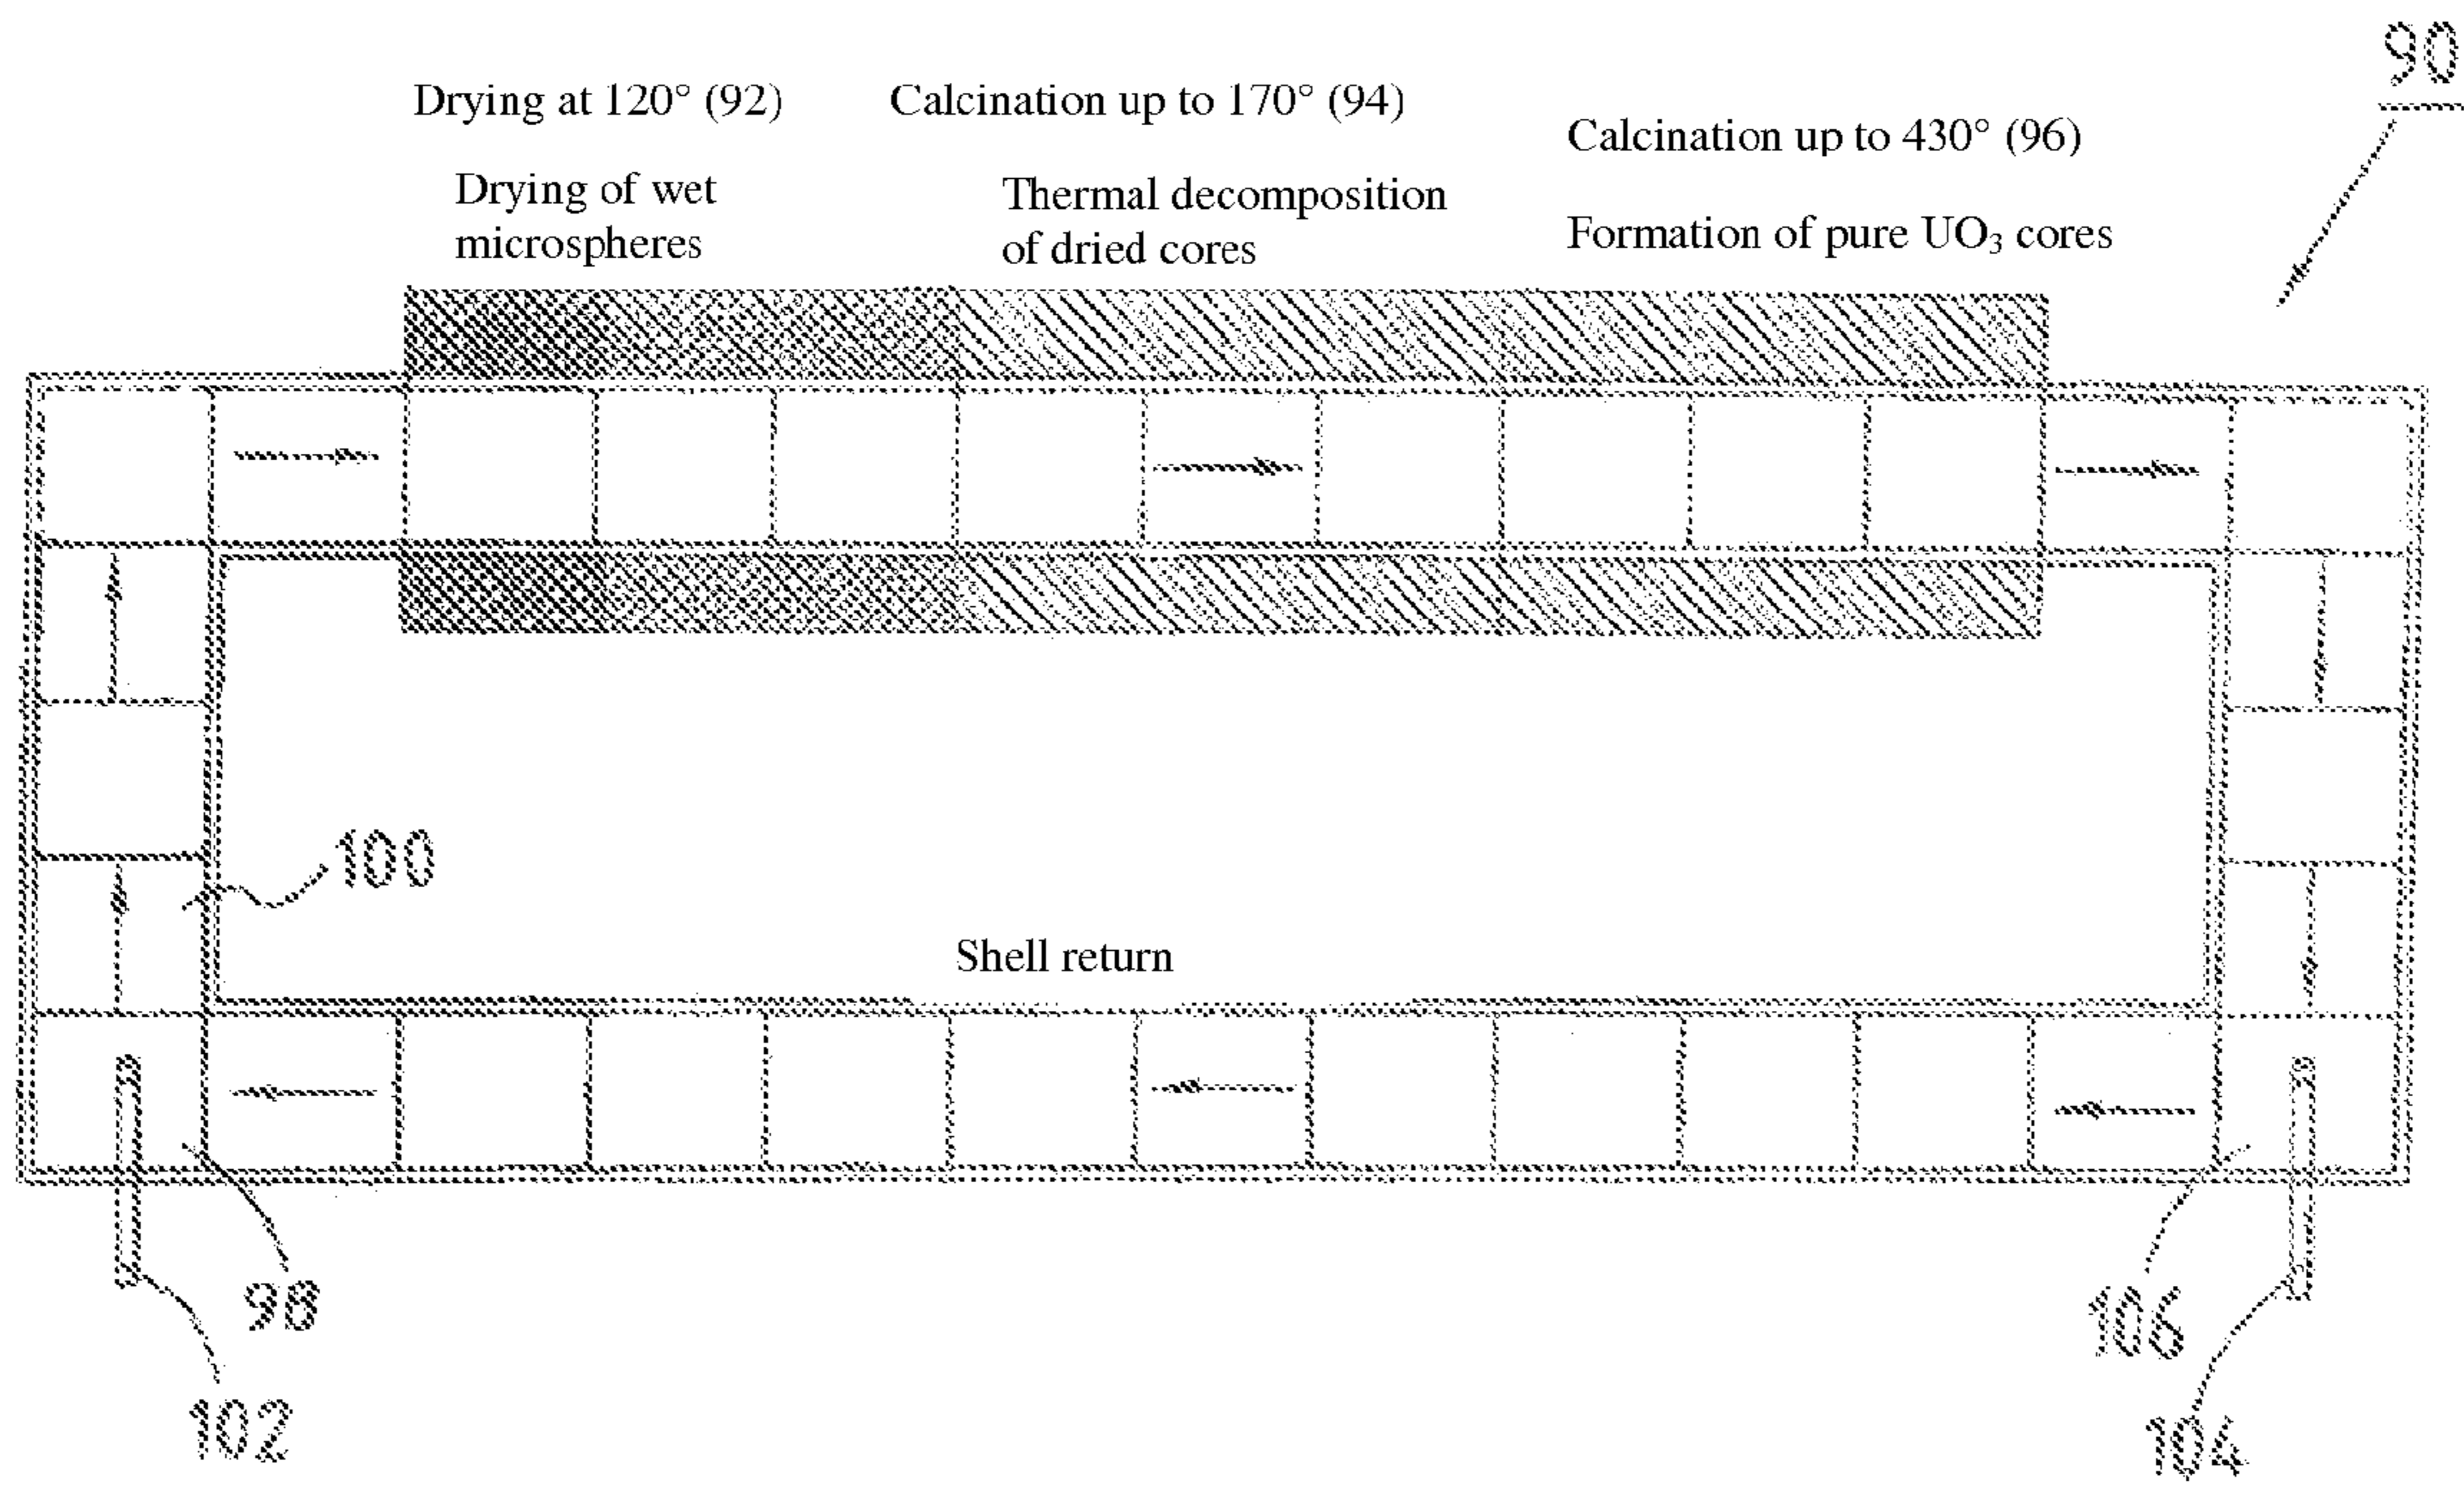 90
Drying at 120° (92)
Calcination up to 170° (94)
Calcination up to 430° (96)
Drying of wet
microspheres
Thermal decomposition
of dried cores
Formation of pure UO₃ cores
100
Shell return
98
106
102
104